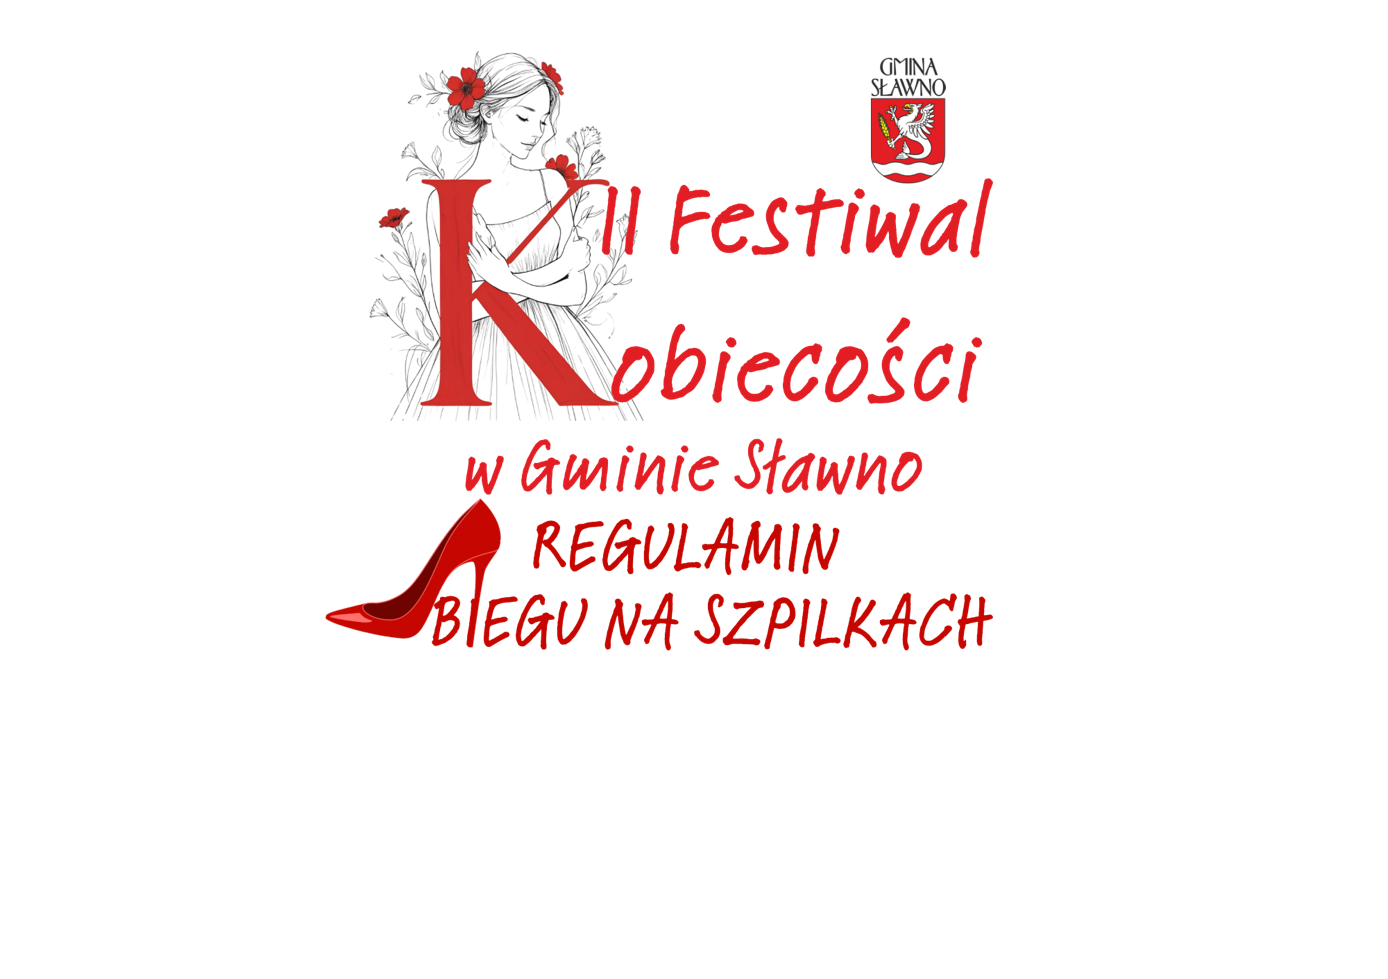 GMINA
SŁAWNO
II Festiwal
Kobiecości
w Gminie Sławno
REGULAMIN
BIEGU NA SZPILKACH